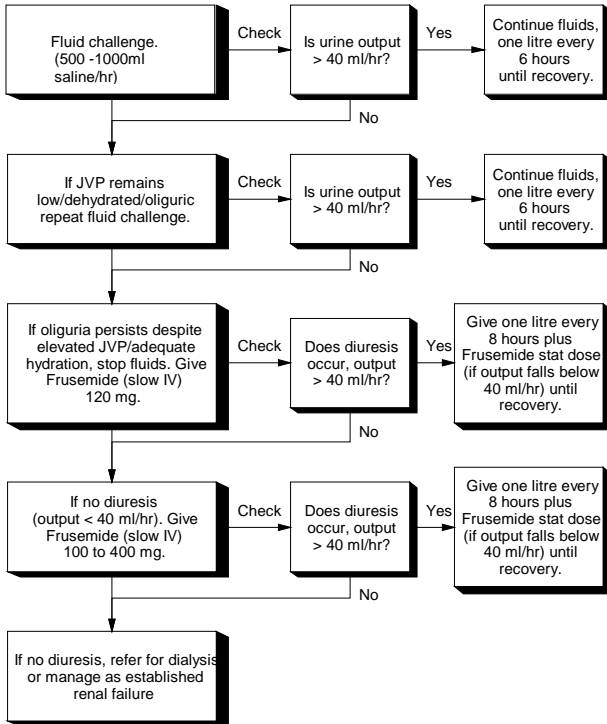 Fluid challenge.
(500 -1000ml
saline/hr)
Check
Is urine output
> 40 ml/hr?
Yes
Continue fluids,
one litre every
6 hours
until recovery.
No
If JVP remains
low/dehydrated/oliguric
repeat fluid challenge.
Check
Is urine output
> 40 ml/hr?
Yes
Continue fluids,
one litre every
6 hours
until recovery.
No
If oliguria persists despite
elevated JVP/adequate
hydration, stop fluids. Give
Frusemide (slow IV)
120 mg.
Check
Does diuresis
occur, output
> 40 ml/hr?
Yes
Give one litre every
8 hours plus
Frusemide stat dose
(if output falls below
40 ml/hr) until
recovery.
No
If no diuresis
(output < 40 ml/hr). Give
Frusemide (slow IV)
100 to 400 mg.
Check
Does diuresis
occur, output
> 40 ml/hr?
Yes
Give one litre every
8 hours plus
Frusemide stat dose
(if output falls below
40 ml/hr) until
recovery.
No
If no diuresis, refer for dialysis
or manage as established
renal failure